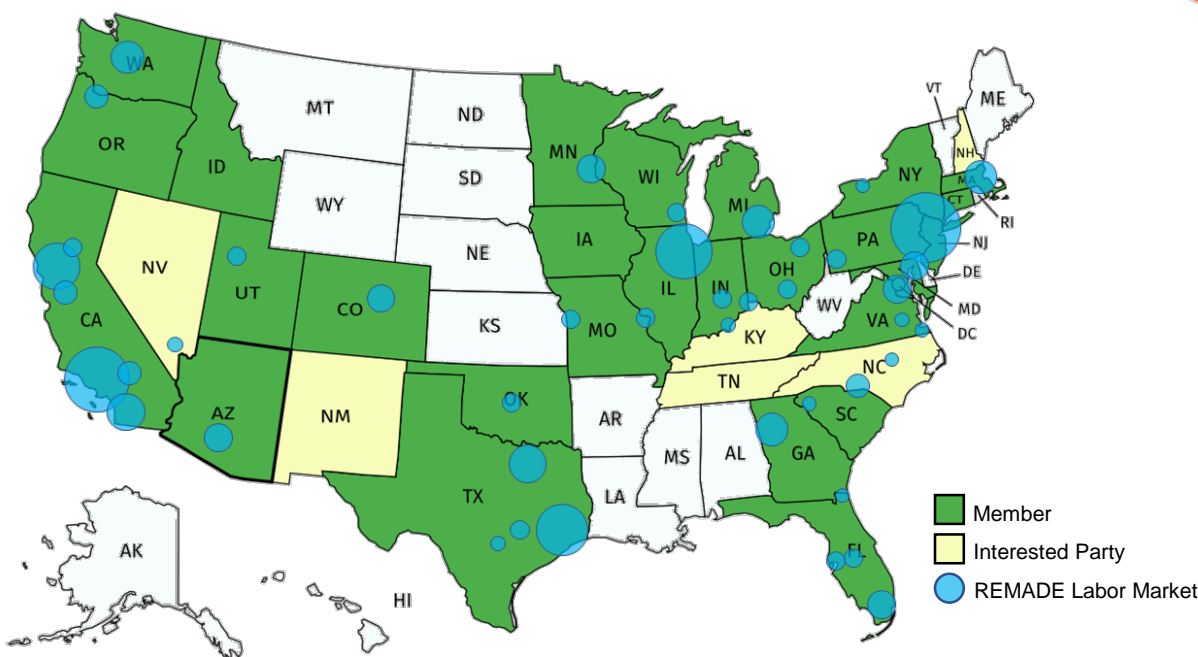 WA
MT
ND
VT
ME
OR
MN
ID
SD
WI
NY
NH
MA
WY
MI
CT
RI
IA
PA
NJ
NE
NV
OH
DE
UT
IL
IN
CO
WV
MD
KS
MO
VA
DC
CA
KY
NC
TN
OK
AZ
NM
AR
SC
MS
AL
GA
TX
LA
Member
AK
FL
Interested Party
HI
REMADE Labor Market